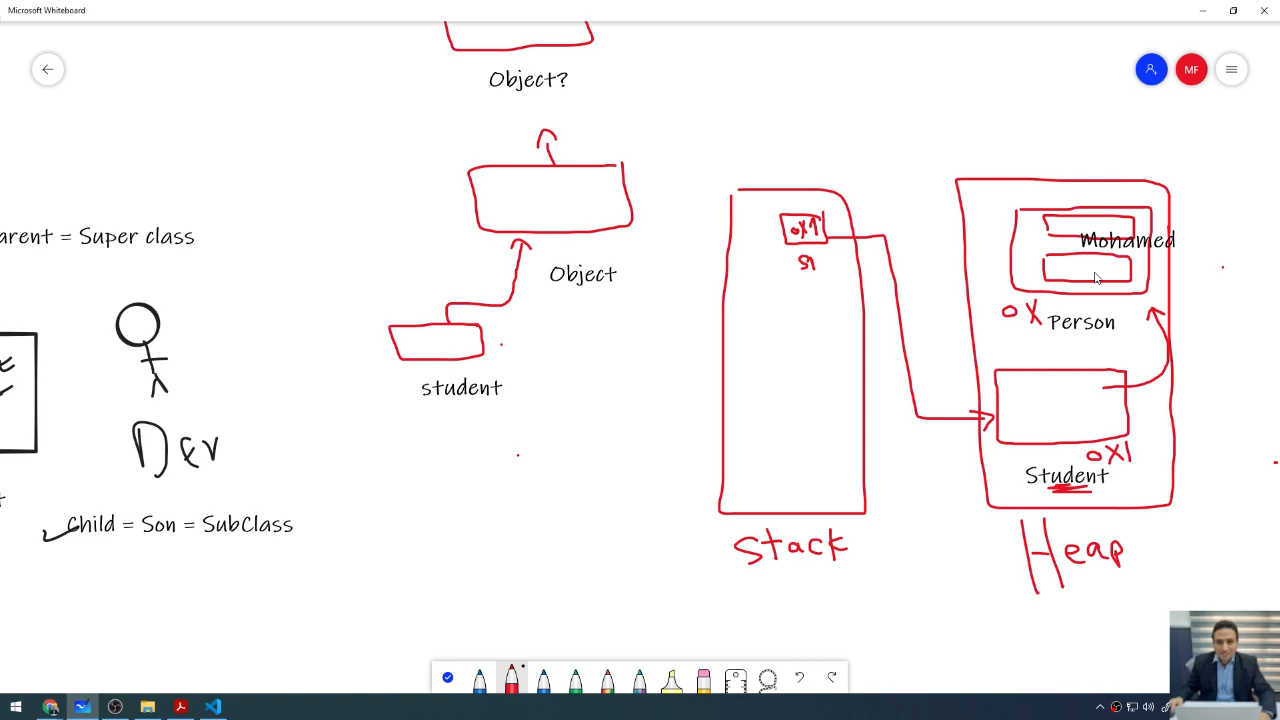 Microsoft Whiteboard
MF
Object?
arent = Super class
Object
student
Dev
Child = Son = SubClass
0X1
s1
Stack
Mohamed
0X
Person
0X1
Student
Heap